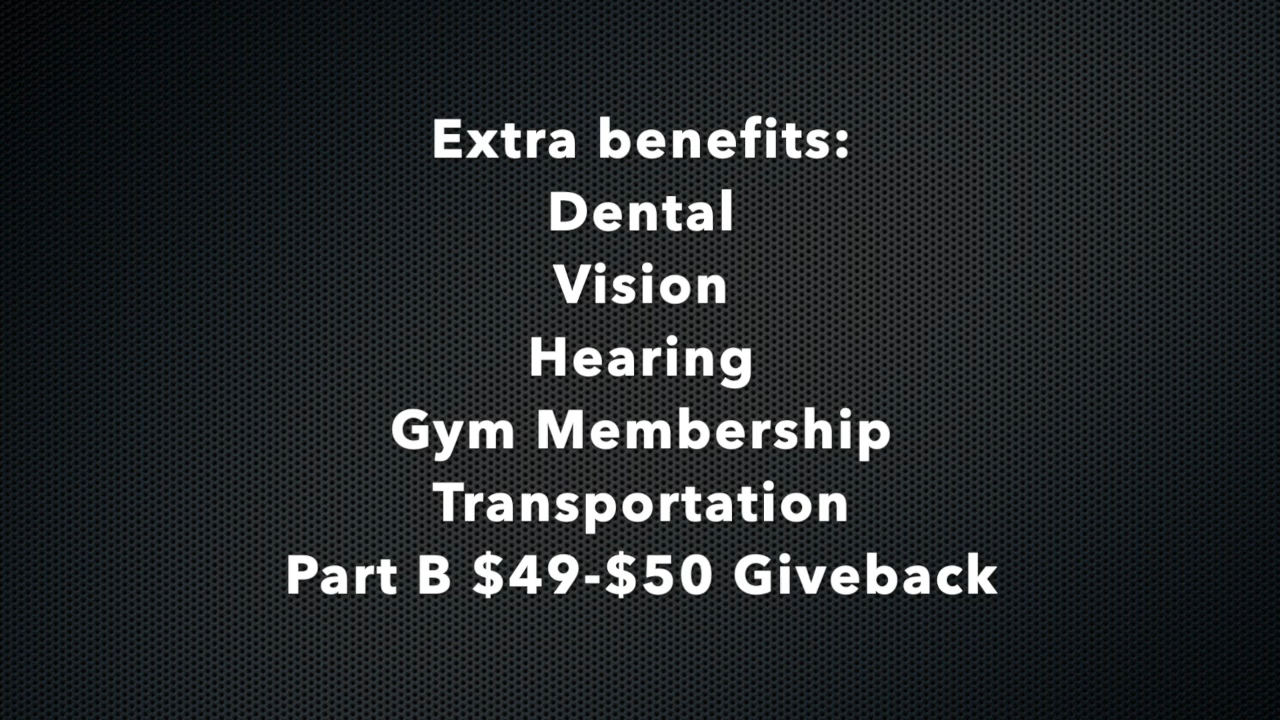 Extra benefits:
Dental
Vision
Hearing
Gym Membership
Transportation
Part B $49-$50 Giveback